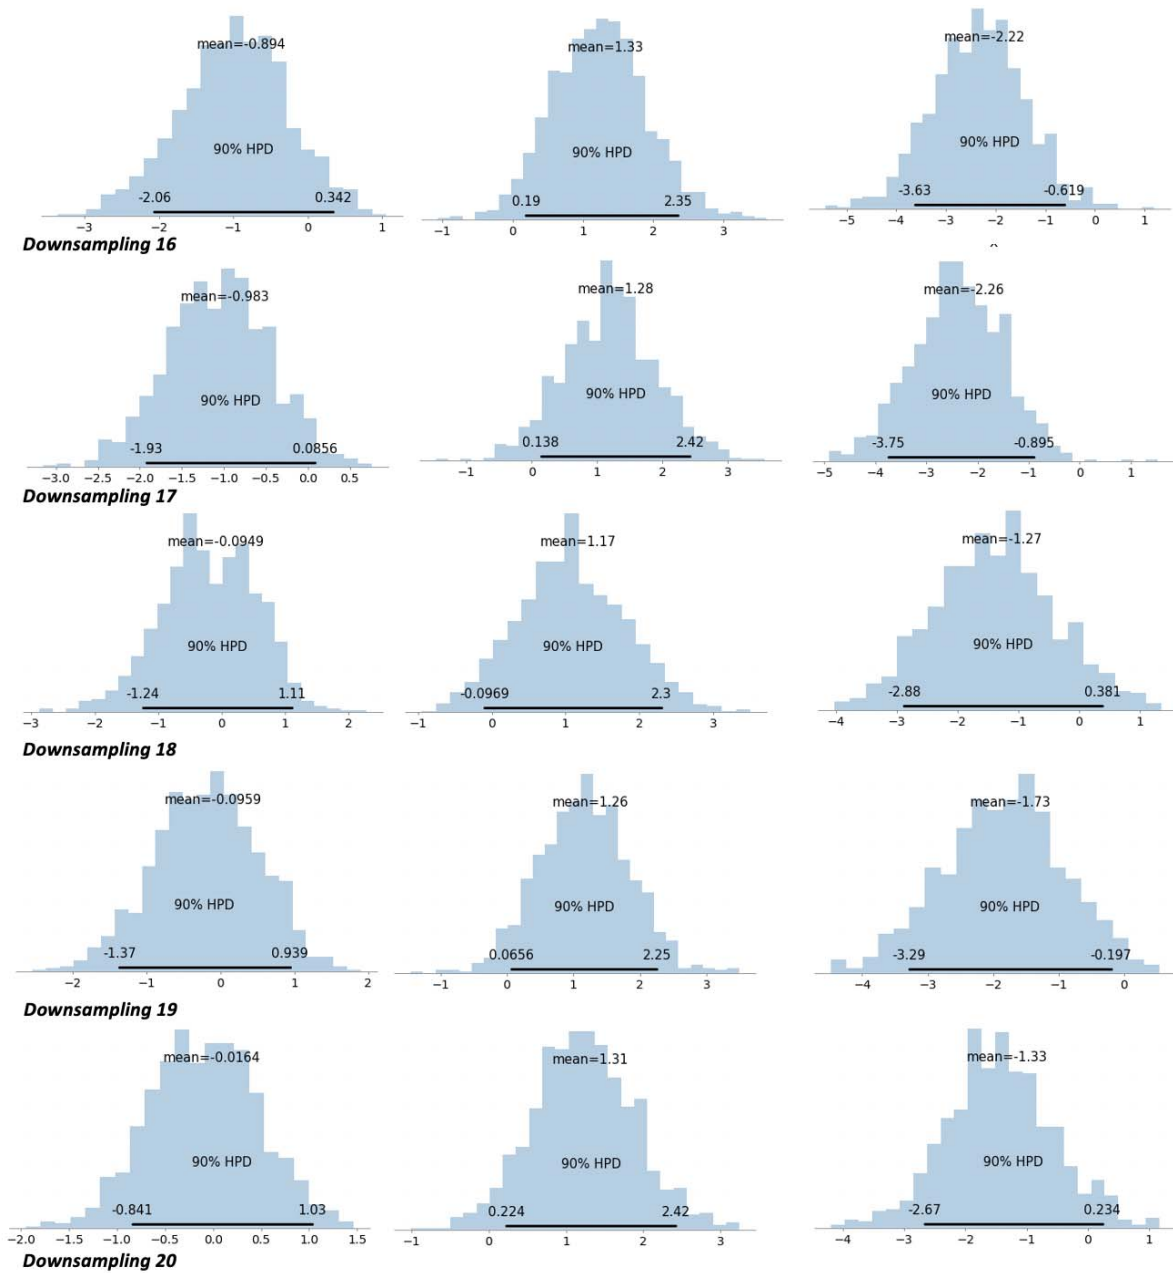 mean=-0.894 mean=1.33 mean=-2.22
90% HPD 90% HPD 90% HPD
-2.06 0.342 0.19 2.35 -3.63 -0.619
−3 −2 −1 0 1 −1 0 1 2 3 −5 −4 −3 −2 −1 0 1
Downsampling 16
mean=-0.983 mean=1.28 mean=-2.26
90% HPD 90% HPD 90% HPD
-1.93 0.0856 0.138 2.42 -3.75 -0.895
−3.0 −2.5 −2.0 −1.5 −1.0 −0.5 0.0 0.5 −1 0 1 2 3 −5 −4 −3 −2 −1 0 1
Downsampling 17
mean=-0.0949 mean=1.17 mean=-1.27
90% HPD 90% HPD 90% HPD
-1.24 1.11 -0.0969 2.3 -2.88 0.381
−3 −2 −1 0 1 2 −1 0 1 2 3 −4 −3 −2 −1 0 1
Downsampling 18
mean=-0.0959 mean=1.26 mean=-1.73
90% HPD 90% HPD 90% HPD
-1.37 0.939 0.0656 2.25 -3.29 -0.197
−2 −1 0 1 2 −1 0 1 2 3 −4 −3 −2 −1 0
Downsampling 19
mean=-0.0164 mean=1.31 mean=-1.33
90% HPD 90% HPD 90% HPD
-0.841 1.03 0.224 2.42 -2.67 0.234
−2.0 −1.5 −1.0 −0.5 0.0 0.5 1.0 1.5 −1 0 1 2 3 −4 −3 −2 −1 0 1
Downsampling 20